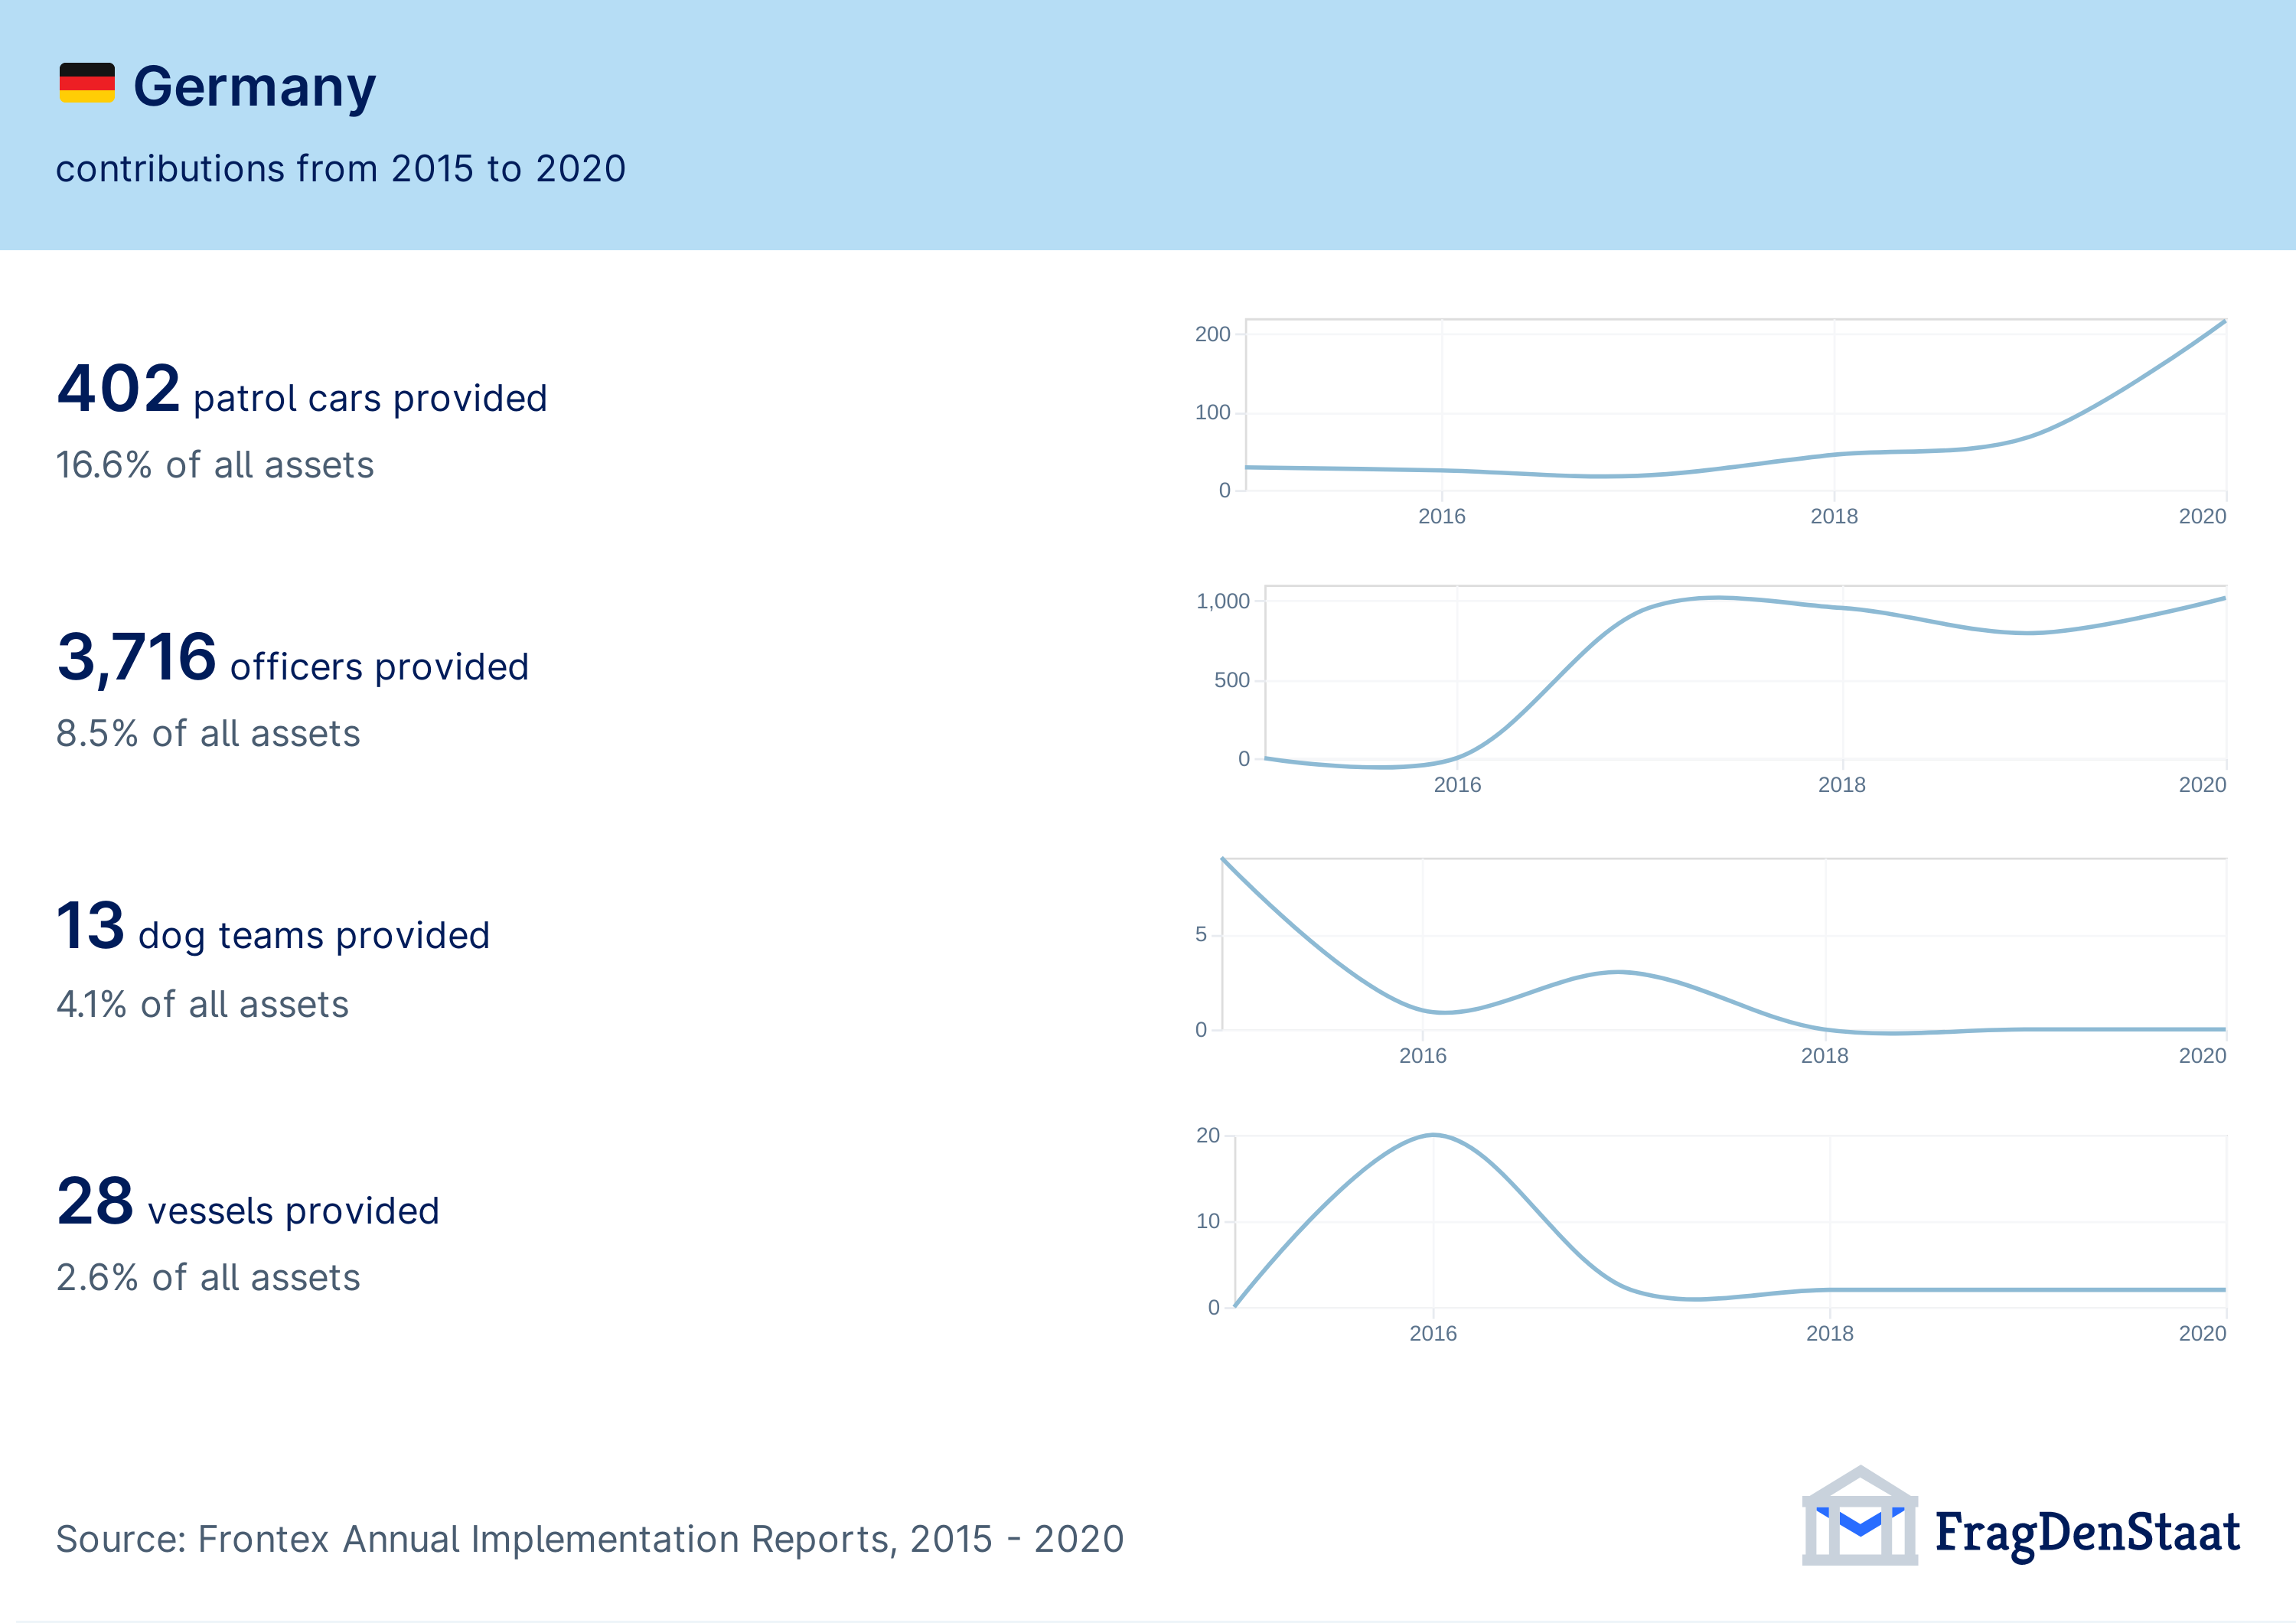 Germany
contributions from 2015 to 2020
402 patrol cars provided
16.6% of all assets
200
100
0
2016
2018
2020
3,716 officers provided
8.5% of all assets
1,000
500
0
2016
2018
2020
13 dog teams provided
4.1% of all assets
5
0
2016
2018
2020
28 vessels provided
2.6% of all assets
20
10
0
2016
2018
2020
Source: Frontex Annual Implementation Reports, 2015 - 2020
FragDenStaat